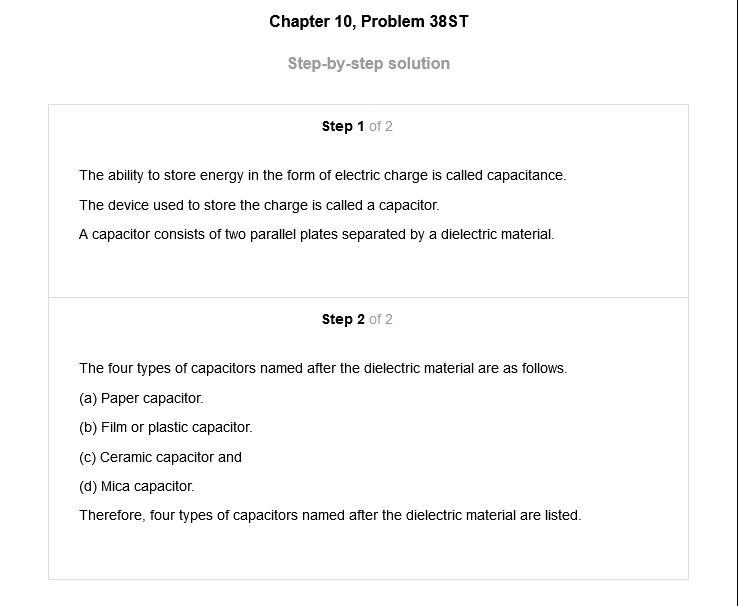 Chapter 10, Problem 38ST
Step-by-step solution
Step 1 of 2
The ability to store energy in the form of electric charge is called capacitance.
The device used to store the charge is called a capacitor.
A capacitor consists of two parallel plates separated by a dielectric material.
Step 2 of 2
The four types of capacitors named after the dielectric material are as follows.
(a) Paper capacitor.
(b) Film or plastic capacitor.
(c) Ceramic capacitor and
(d) Mica capacitor.
Therefore, four types of capacitors named after the dielectric material are listed.